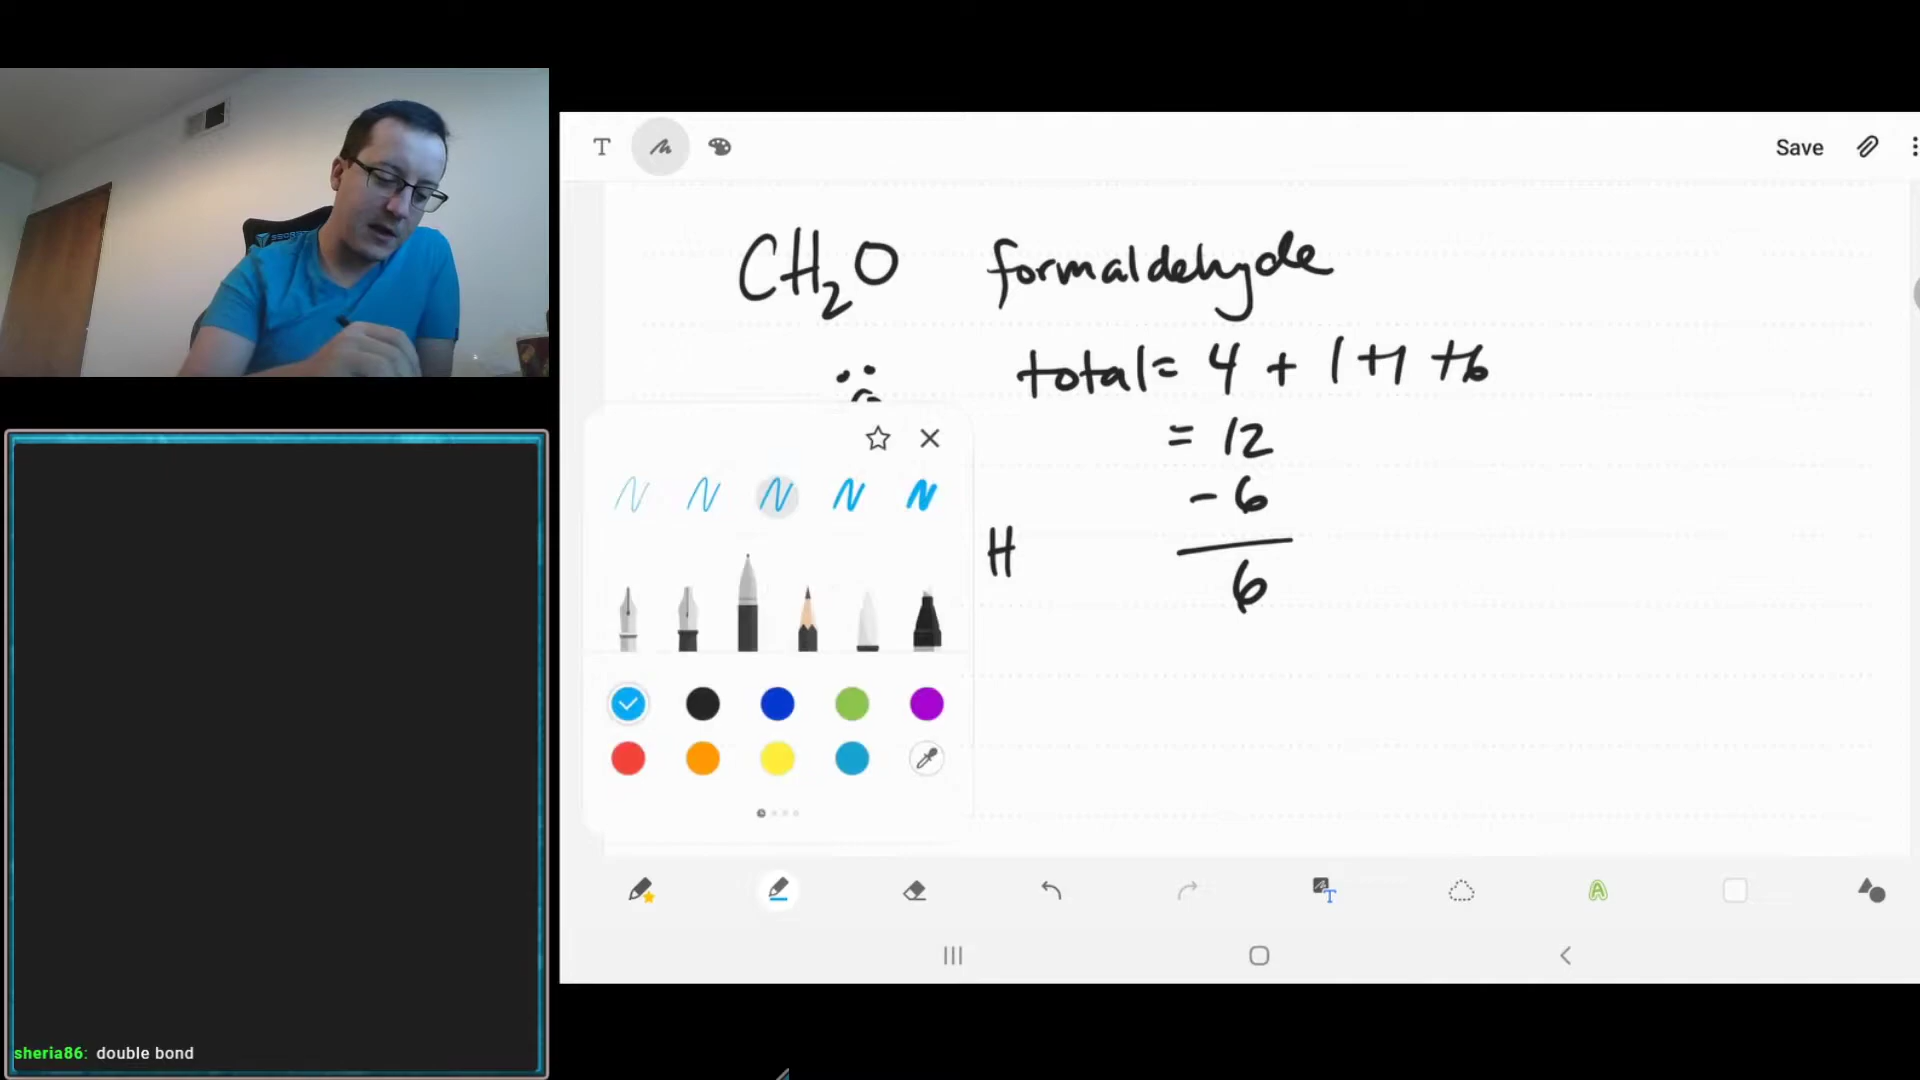 T Save
CH₂O formaldehyde
total = 4 + 1 + 1 + 6
= 12
- 6
H
6
sheria86: double bond